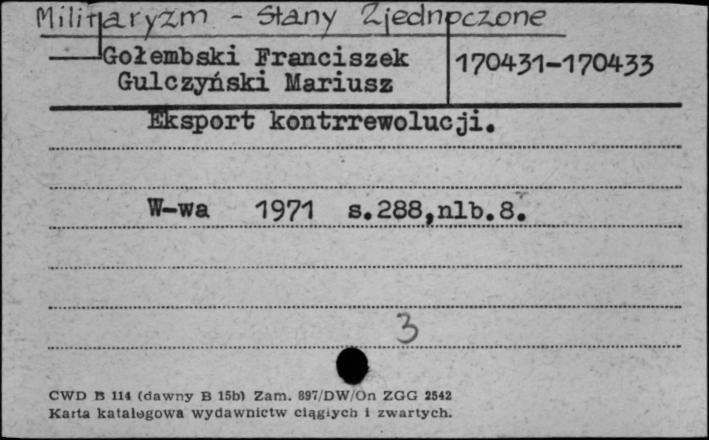 Militaryzm - Stany Zjednoczone
Gołembski Franciszek
Gulczyński Mariusz
170431-170433
Eksport kontrrewolucji.
W-wa 1971 s.288,nlb.8.
3
CWD B 114 (dawny B 15b) Zam. 897/DW/On ZGG 2542
Karta katalogowa wydawnictw ciągłych i zwartych.